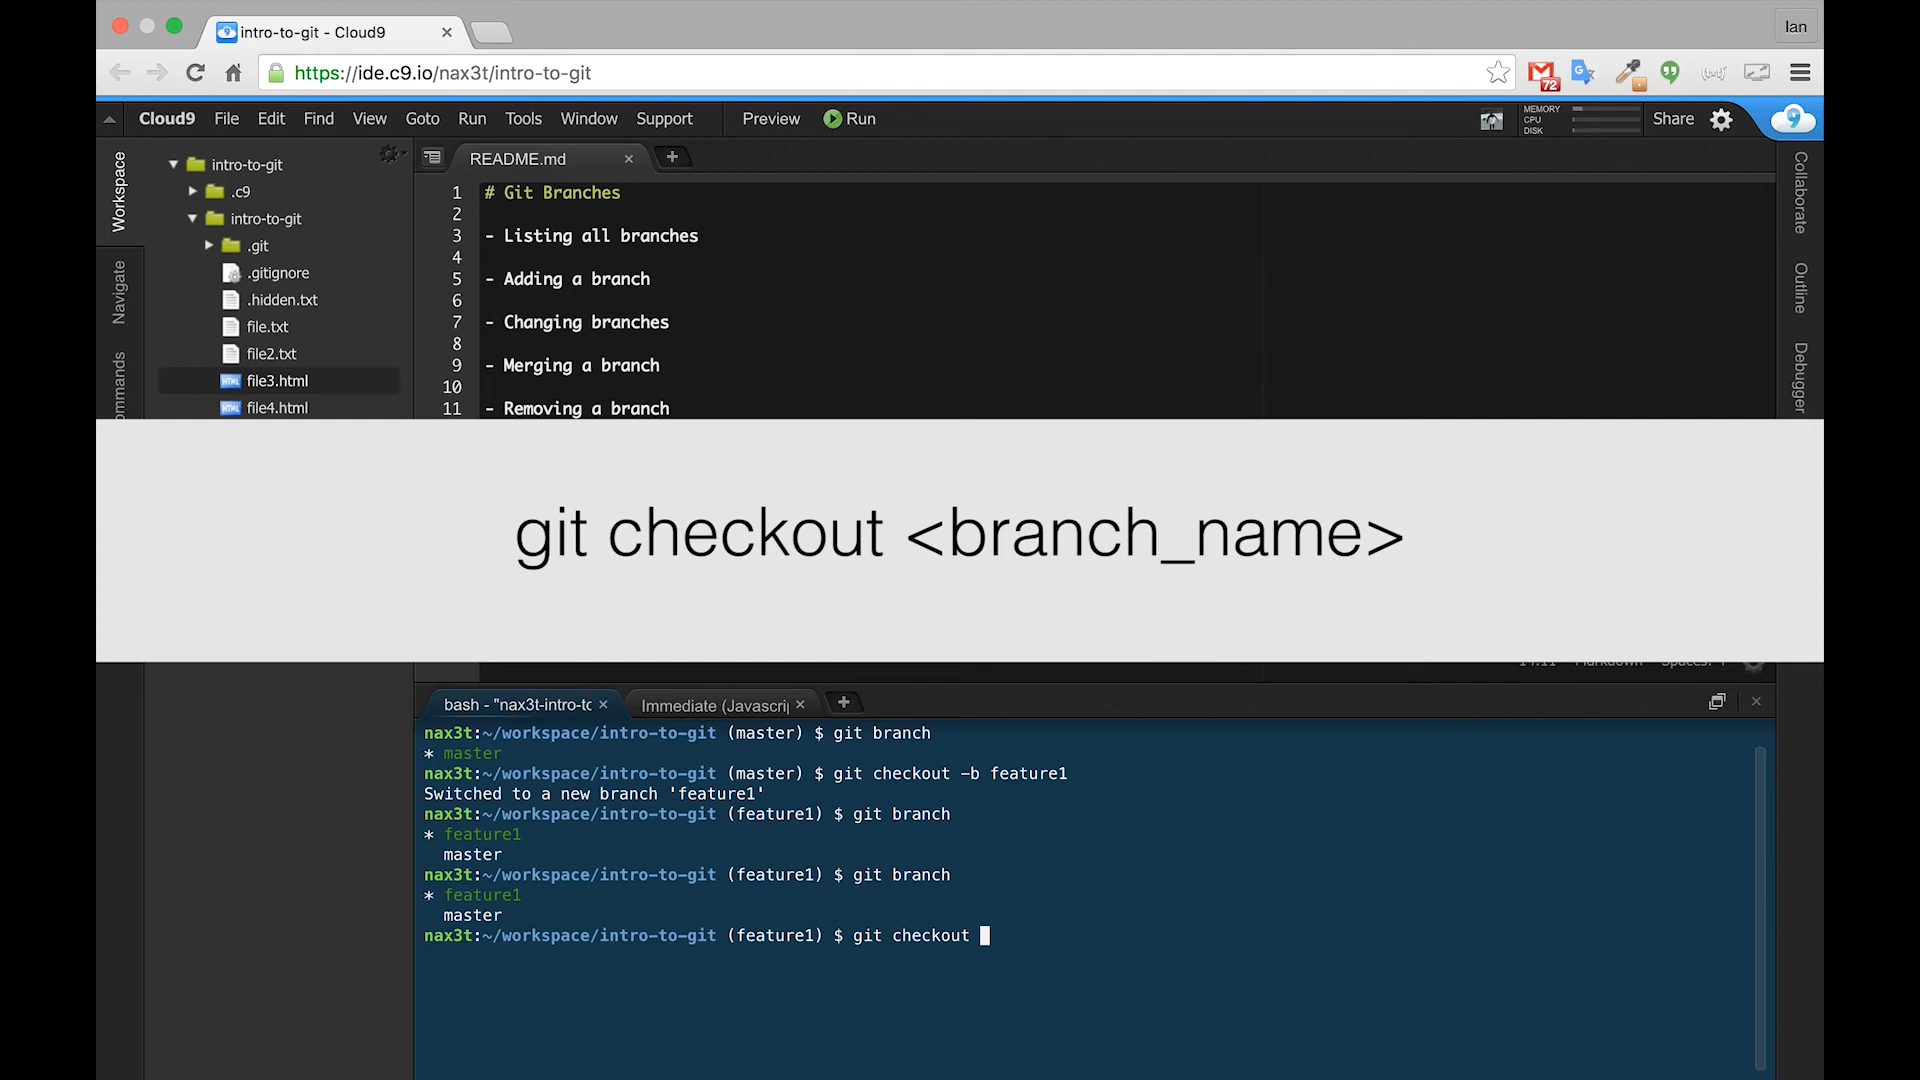 intro-to-git - Cloud9
Ian
https://ide.c9.io/nax3t/intro-to-git
72
Cloud9 File Edit Find View Goto Run Tools Window Support Preview Run
MEMORY
CPU
DISK
Share
Workspace
Navigate
ommands
intro-to-git
.c9
intro-to-git
.git
.gitignore
.hidden.txt
file.txt
file2.txt
file3.html
file4.html
README.md
1 # Git Branches
2
3 - Listing all branches
4
5 - Adding a branch
6
7 - Changing branches
8
9 - Merging a branch
10
11 - Removing a branch
Collaborate
Outline
Debugger
git checkout <branch_name>
bash - "nax3t-intro-to
Immediate (Javascri
nax3t:~/workspace/intro-to-git (master) $ git branch
* master
nax3t:~/workspace/intro-to-git (master) $ git checkout -b feature1
Switched to a new branch 'feature1'
nax3t:~/workspace/intro-to-git (feature1) $ git branch
* feature1
master
nax3t:~/workspace/intro-to-git (feature1) $ git branch
* feature1
master
nax3t:~/workspace/intro-to-git (feature1) $ git checkout